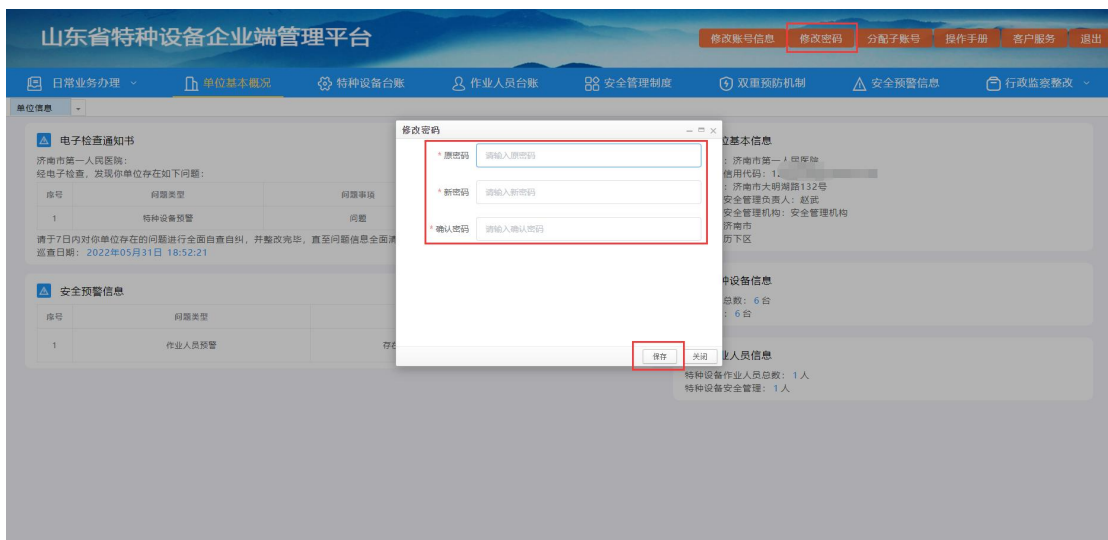 山东省特种设备企业端管理平台
修改账号信息 修改密码 分配子账号 操作手册 客户服务 退出
日常业务办理 单位基本概况 特种设备台账 作业人员台账 安全管理制度 双重预防机制 安全预警信息 行政监察整改
单位信息
电子检查通知书
济南市第一人民医院：
经电子检查，发现你单位存在如下问题：
序号 问题类型 问题事项
1 特种设备预警 问题
请于7日内对你单位存在的问题进行全面自查自纠，并整改完毕，直至问题信息全面清
巡查日期： 2022年05月31日 18:52:21
安全预警信息
序号 问题类型
1 作业人员预警 存在
修改密码
* 原密码 请输入原密码
* 新密码 请输入新密码
* 确认密码 请输入确认密码
保存 关闭
位基本信息
：济南市第一人民医院
信用代码：1
：济南市大明湖路132号
安全管理负责人：赵武
安全管理机构：安全管理机构
济南市
历下区
种设备信息
总数：6台
：6台
业人员信息
特种设备作业人员总数：1人
特种设备安全管理：1人